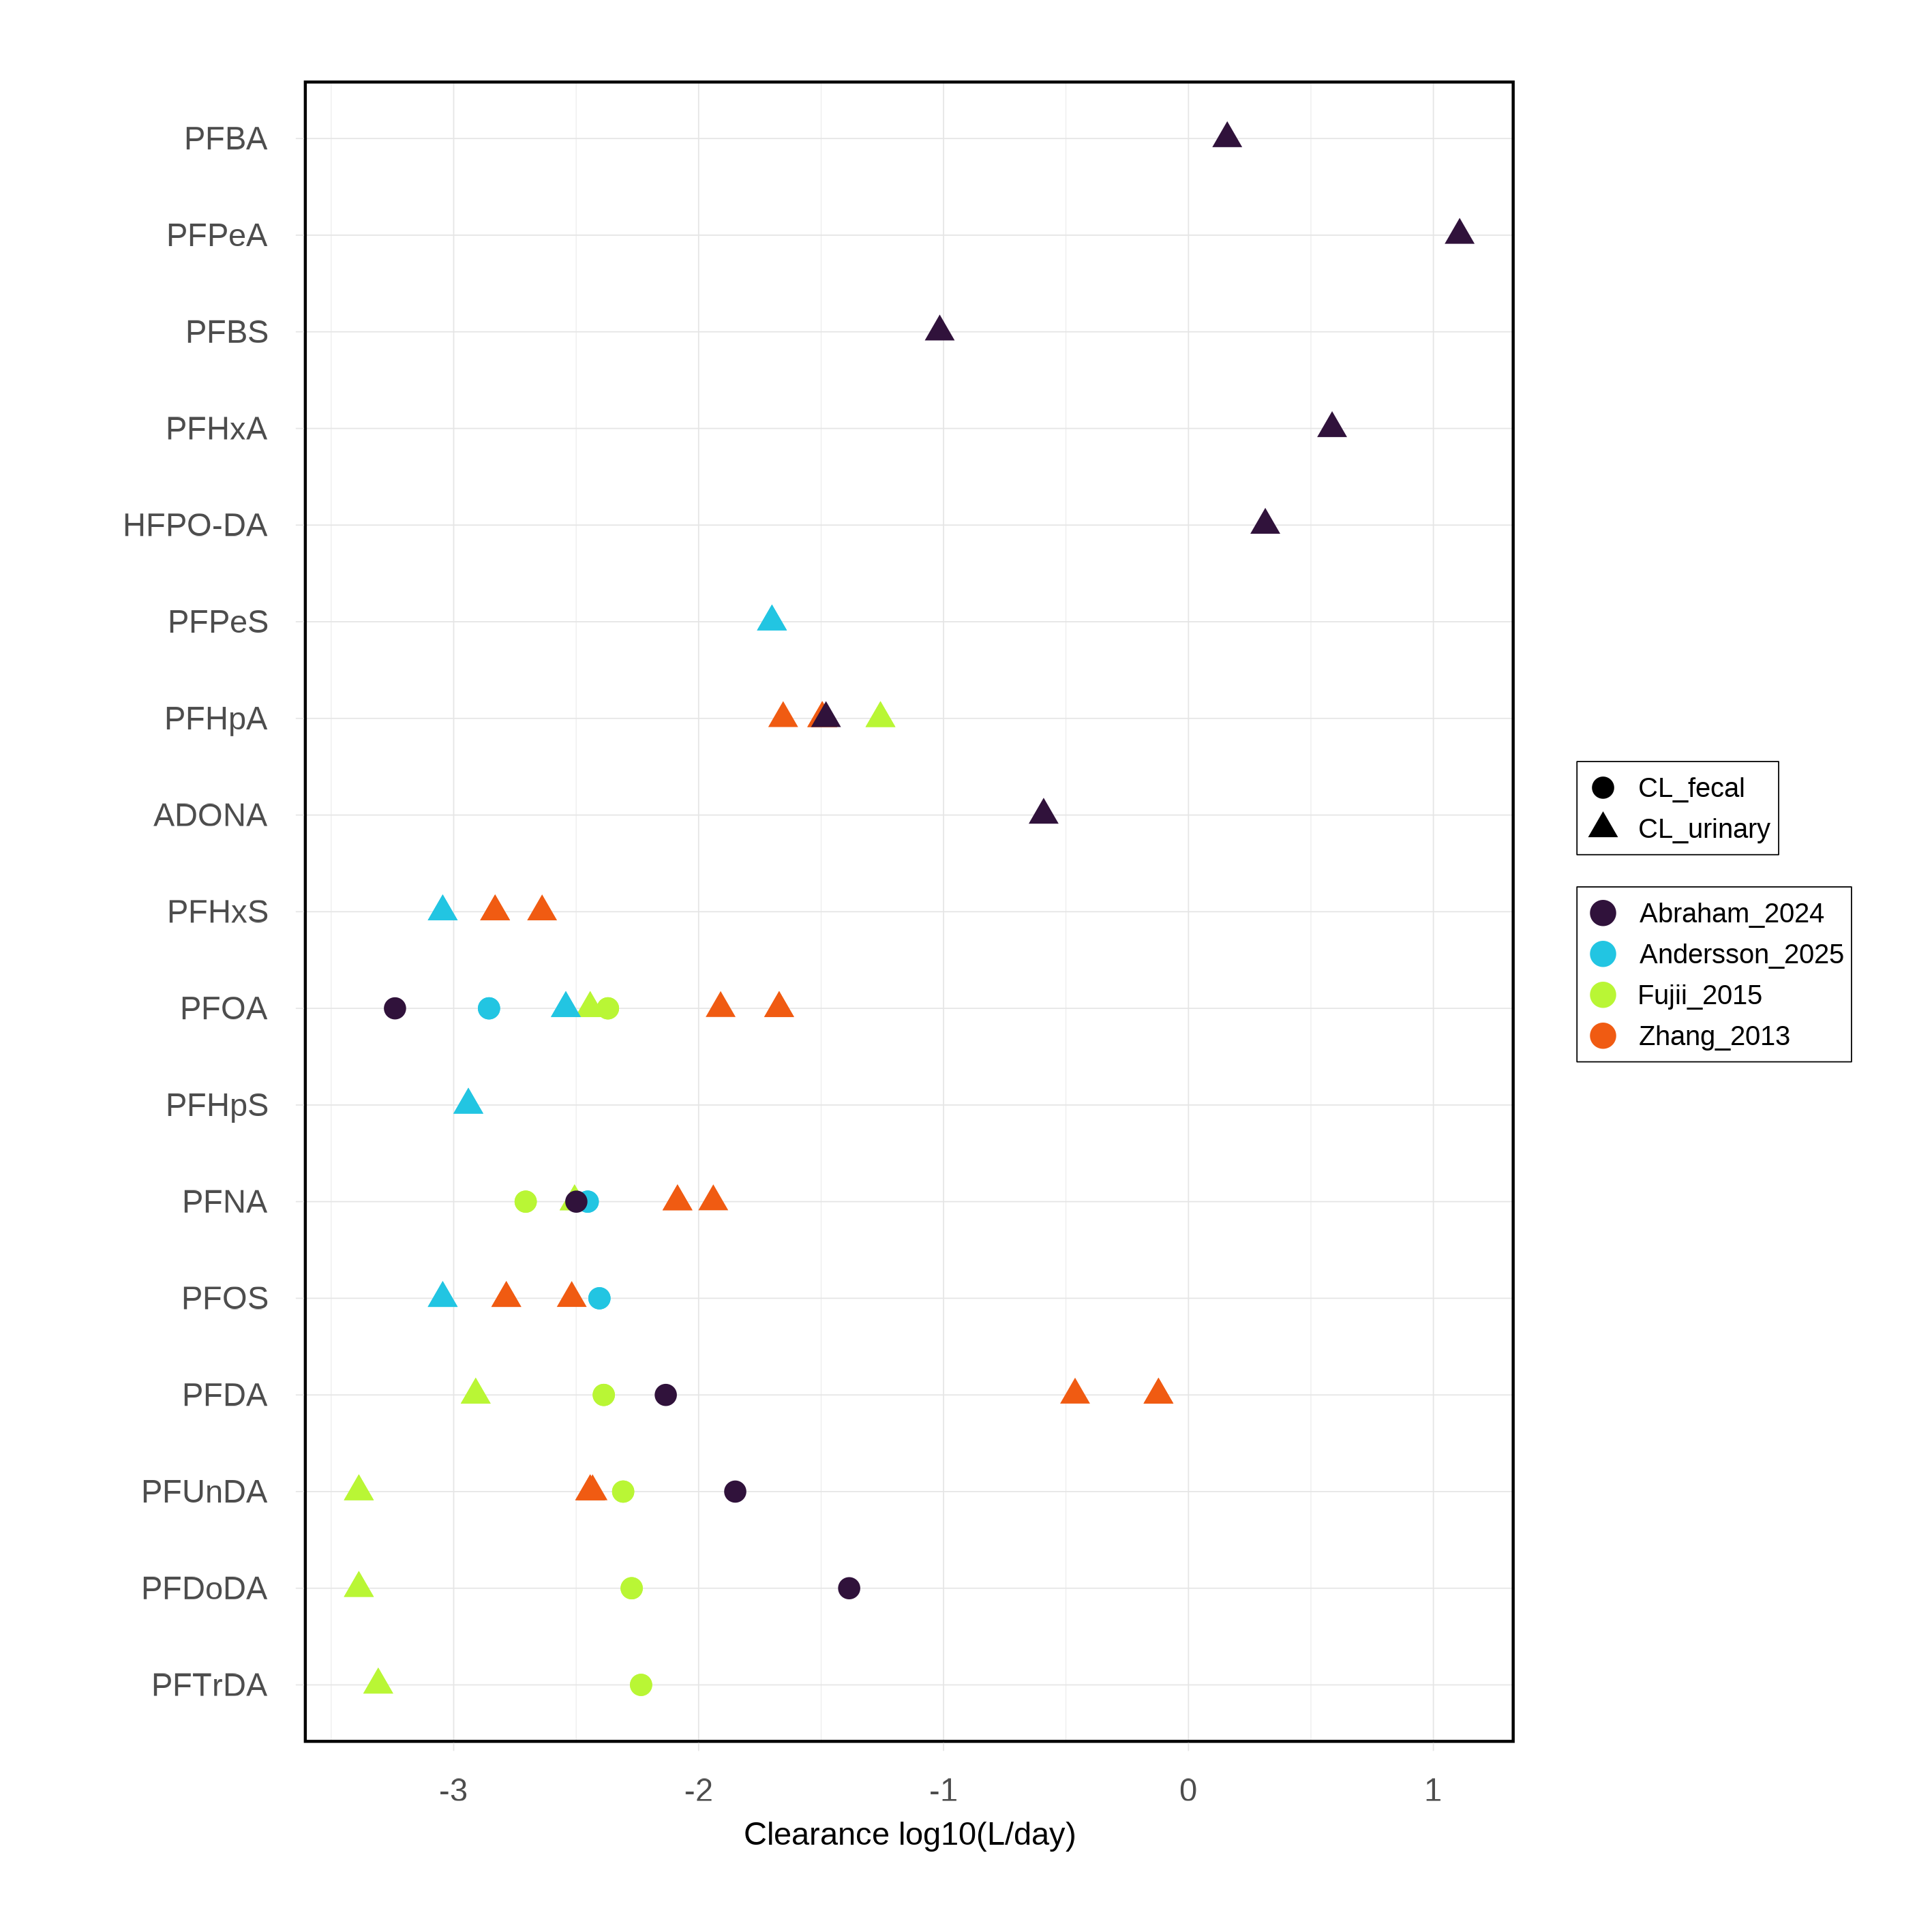 PFBA
PFPeA
PFBS
PFHxA
HFPO-DA
PFPeS
PFHpA
ADONA
PFHxS
PFOA
PFHpS
PFNA
PFOS
PFDA
PFUnDA
PFDoDA
PFTrDA
-3 -2 -1 0 1
Clearance log10(L/day)
CL_fecal
CL_urinary
Abraham_2024
Andersson_2025
Fujii_2015
Zhang_2013